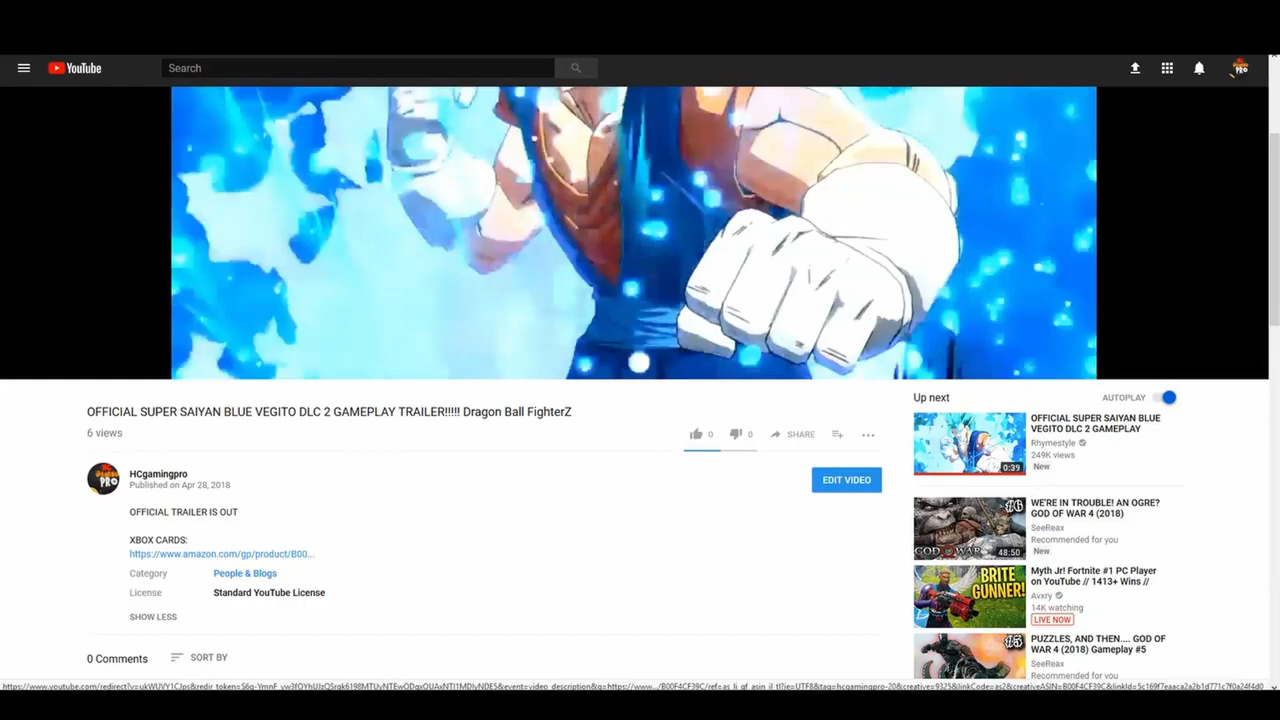 YouTube
Search
OFFICIAL SUPER SAIYAN BLUE VEGITO DLC 2 GAMEPLAY TRAILER!!!!! Dragon Ball FighterZ
6 views
0
0
SHARE
HCgamingpro
Published on Apr 28, 2018
EDIT VIDEO
OFFICIAL TRAILER IS OUT
XBOX CARDS:
https://www.amazon.com/gp/product/B00...
Category
People & Blogs
License
Standard YouTube License
SHOW LESS
0 Comments
SORT BY
Up next
AUTOPLAY
0:39
OFFICIAL SUPER SAIYAN BLUE
VEGITO DLC 2 GAMEPLAY
Rhymestyle
249K views
New
#6
GOD OF WAR
48:50
WE'RE IN TROUBLE! AN OGRE?
GOD OF WAR 4 (2018)
SeeReax
Recommended for you
New
BRITE
GUNNER!
Myth Jr! Fortnite #1 PC Player
on YouTube // 1413+ Wins //
Avxry
14K watching
LIVE NOW
#5
PUZZLES, AND THEN.... GOD OF
WAR 4 (2018) Gameplay #5
SeeReax
Recommended for you